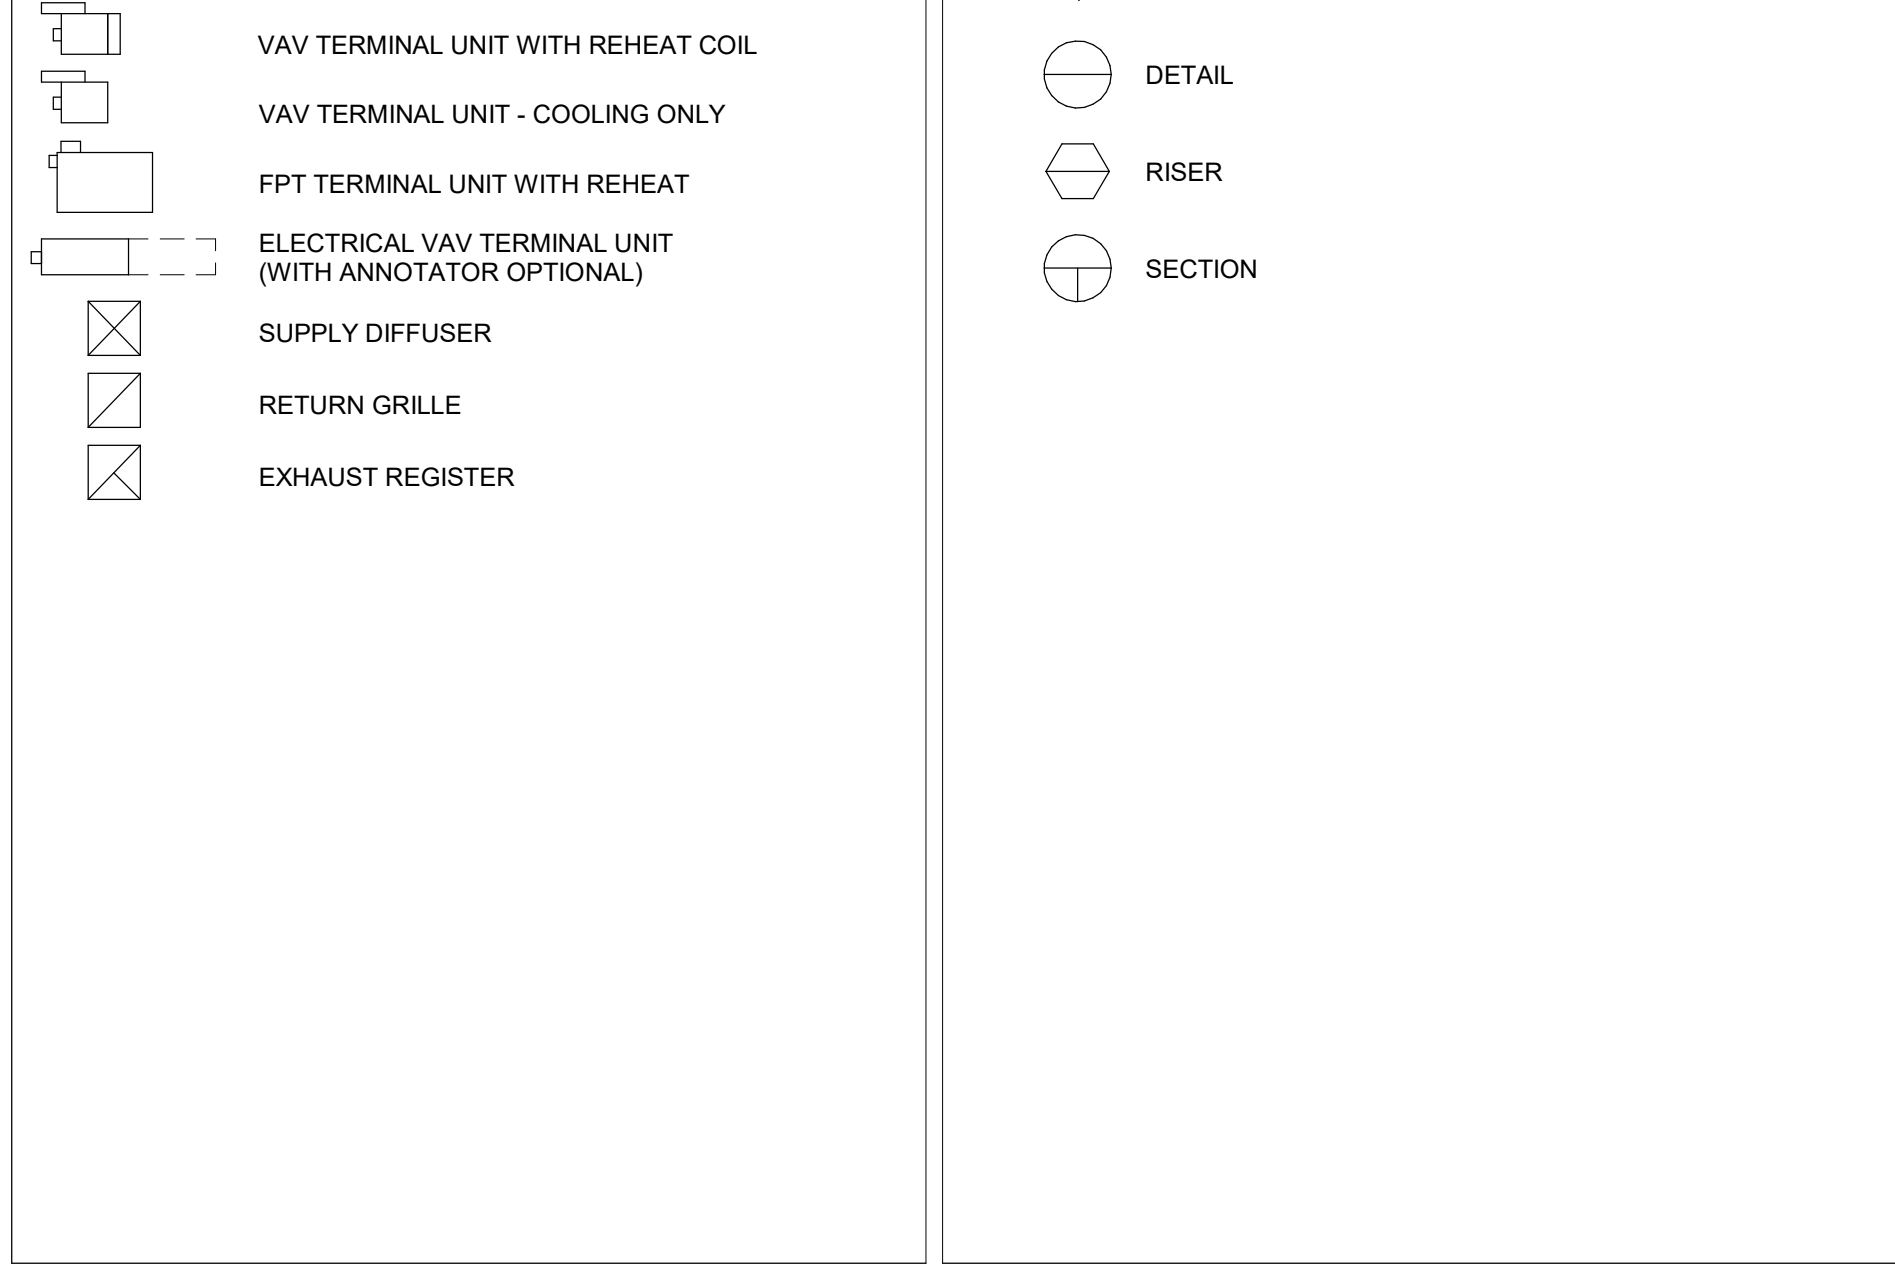 VAV TERMINAL UNIT WITH REHEAT COIL
VAV TERMINAL UNIT - COOLING ONLY
FPT TERMINAL UNIT WITH REHEAT
ELECTRICAL VAV TERMINAL UNIT
(WITH ANNOTATOR OPTIONAL)
SUPPLY DIFFUSER
RETURN GRILLE
EXHAUST REGISTER
DETAIL
RISER
SECTION